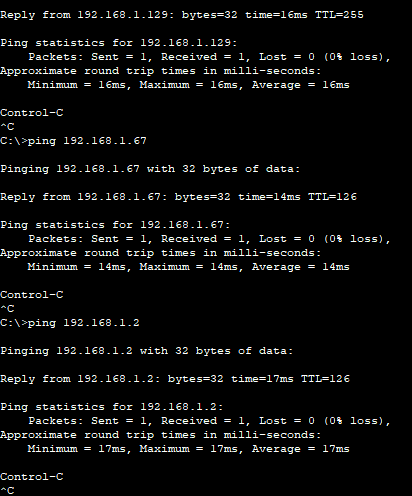 Reply from 192.168.1.129: bytes=32 time=16ms TTL=255
Ping statistics for 192.168.1.129:
Packets: Sent = 1, Received = 1, Lost = 0 (0% loss),
Approximate round trip times in milli-seconds:
Minimum = 16ms, Maximum = 16ms, Average = 16ms
Control-C
^C
C:\>ping 192.168.1.67
Pinging 192.168.1.67 with 32 bytes of data:
Reply from 192.168.1.67: bytes=32 time=14ms TTL=126
Ping statistics for 192.168.1.67:
Packets: Sent = 1, Received = 1, Lost = 0 (0% loss),
Approximate round trip times in milli-seconds:
Minimum = 14ms, Maximum = 14ms, Average = 14ms
Control-C
^C
C:\>ping 192.168.1.2
Pinging 192.168.1.2 with 32 bytes of data:
Reply from 192.168.1.2: bytes=32 time=17ms TTL=126
Ping statistics for 192.168.1.2:
Packets: Sent = 1, Received = 1, Lost = 0 (0% loss),
Approximate round trip times in milli-seconds:
Minimum = 17ms, Maximum = 17ms, Average = 17ms
Control-C
^C